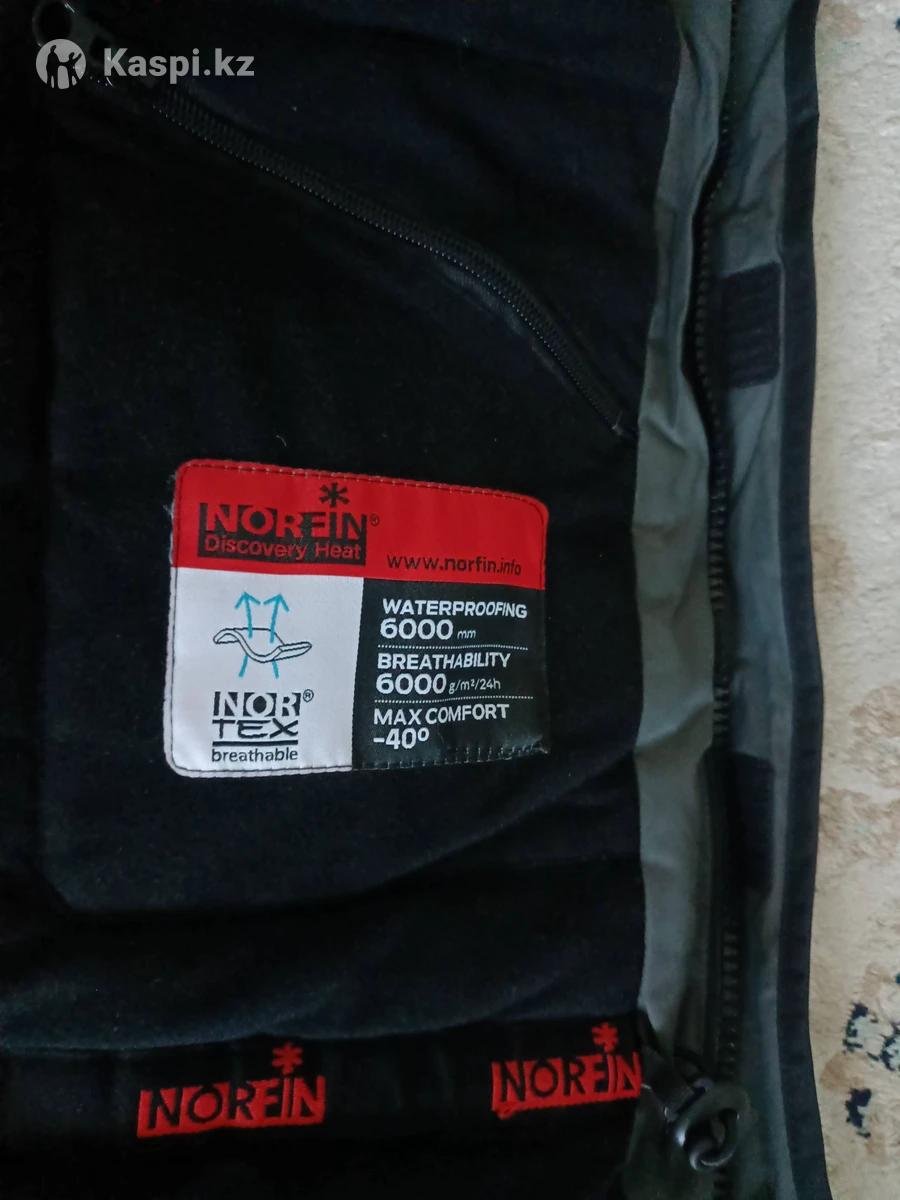 Kaspi.kz
NORFIN®
Discovery Heat
www.norfin.info
WATERPROOFING
6000 mm
BREATHABILITY
6000 g/m²/24h
MAX COMFORT
-40°
NOR®
TEX
breathable
NORFIN
NORFIN